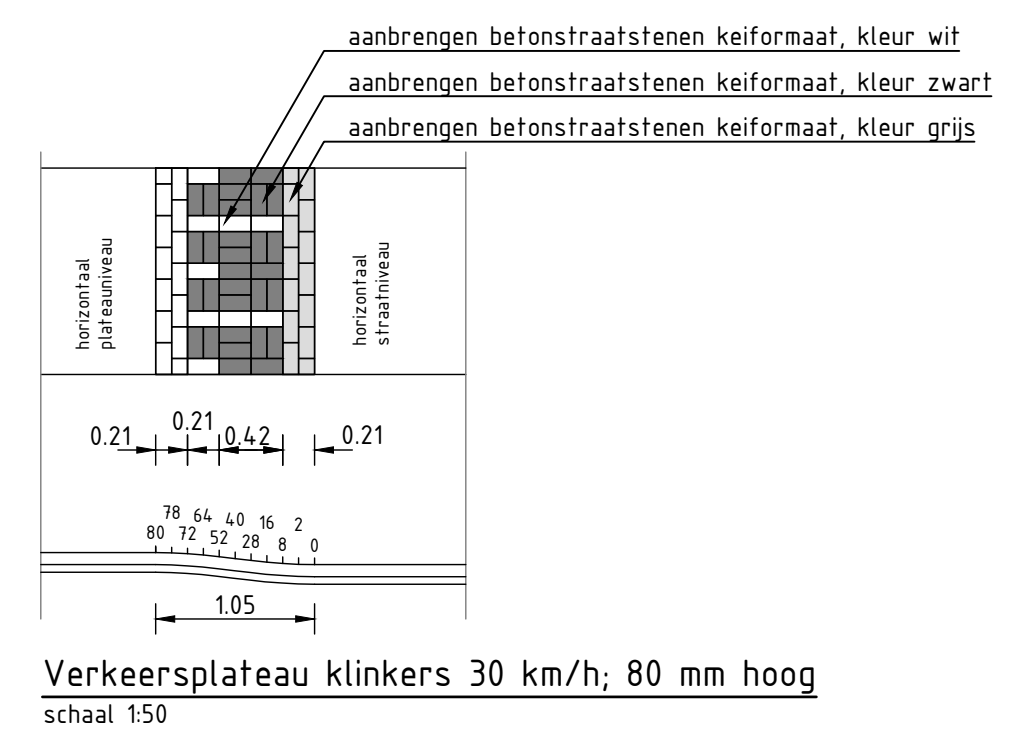 aanbrengen betonstraatstenen keiformaat, kleur wit
aanbrengen betonstraatstenen keiformaat, kleur zwart
aanbrengen betonstraatstenen keiformaat, kleur grijs
horizontaal
plateauniveau
horizontaal
straatniveau
0.21
0.21
0.42
0.21
78 64 40 16 2
80 72 52 28 8 0
1.05
Verkeersplateau klinkers 30 km/h; 80 mm hoog
schaal 1:50